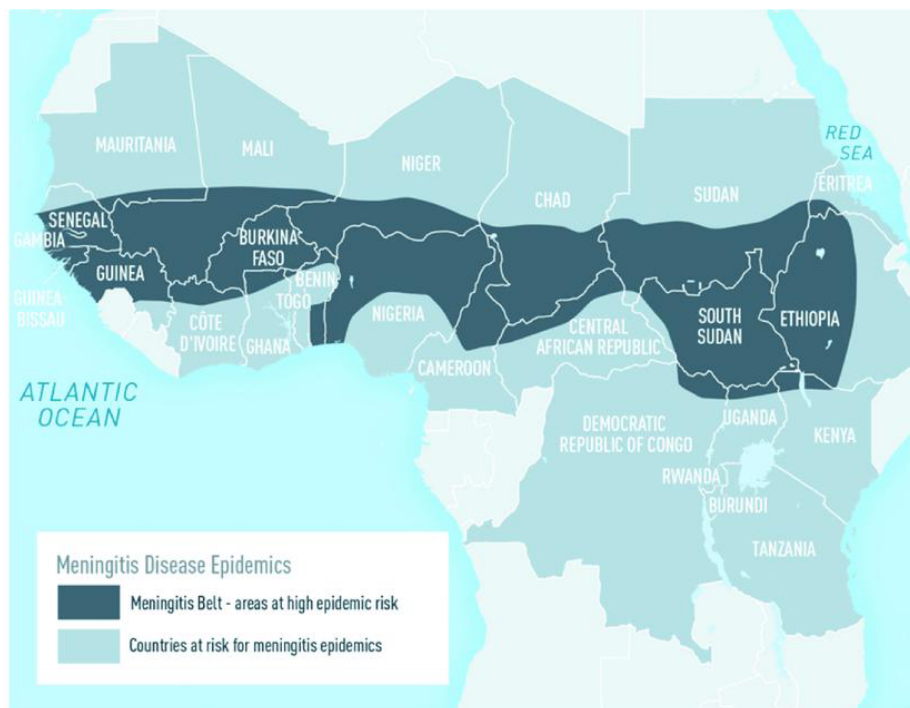 RED
SEA
MAURITANIA
MALI
NIGER
CHAD
SUDAN
ERITREA
SENEGAL
GAMBIA
BURKINA
FASO
GUINEA
BENIN
TOGO
GUINEA
BISSAU
CÔTE
D'IVOIRE
GHANA
NIGERIA
CENTRAL
AFRICAN REPUBLIC
SOUTH
SUDAN
ETHIOPIA
CAMEROON
ATLANTIC
OCEAN
DEMOCRATIC
REPUBLIC OF CONGO
UGANDA
KENYA
RWANDA
BURUNDI
TANZANIA
Meningitis Disease Epidemics
Meningitis Belt - areas at high epidemic risk
Countries at risk for meningitis epidemics